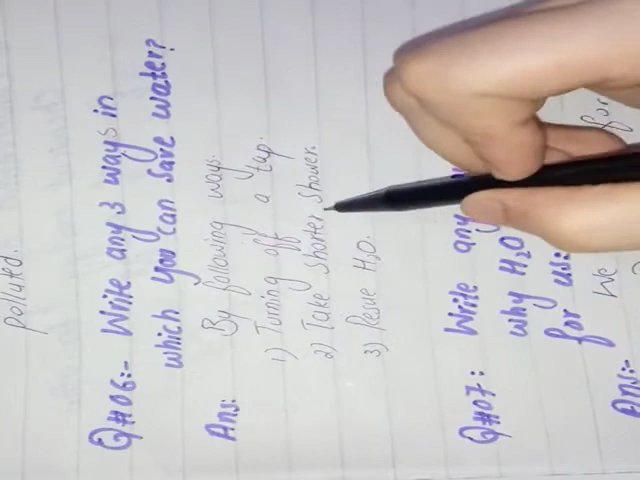 polluted.
Q#06:- Write any 3 ways in
which you can save water?
Ans: By following ways.
1) Turning off a tap.
2) Take Shorter Shower.
3) Reuse H2O.
Q#07: Write any
why H2O
for us:
Ans:- We for